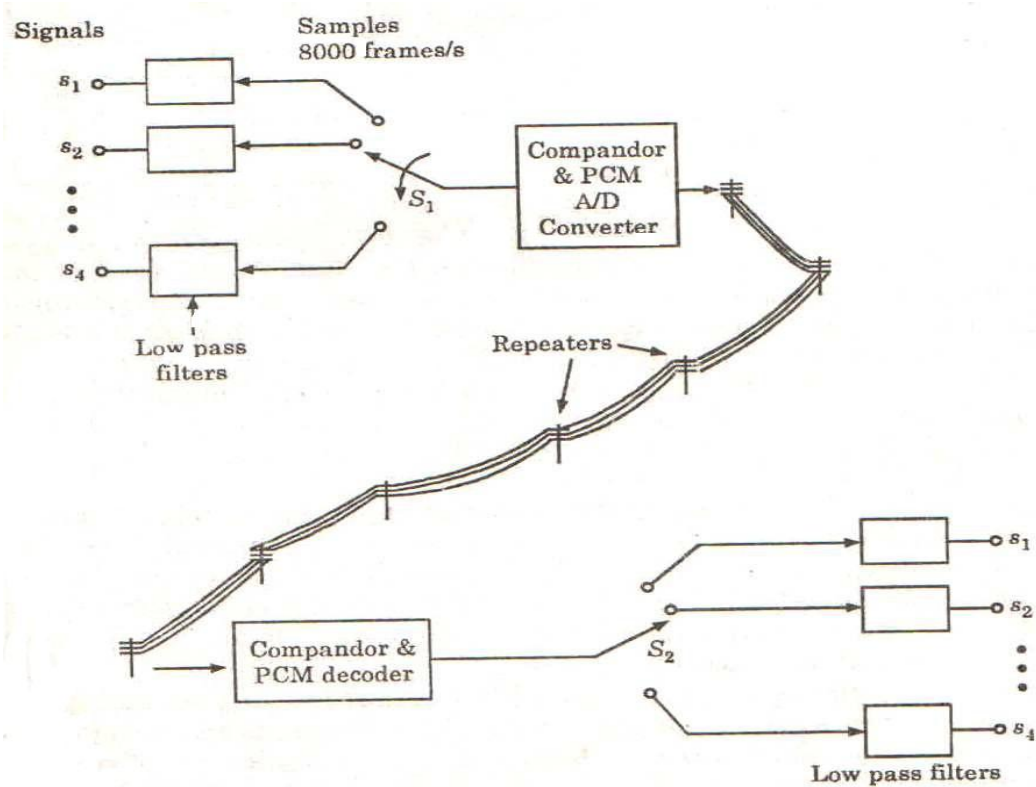 Signals
Samples
8000 frames/s
s1
s2
s4
S1
Compandor
& PCM
A/D
Converter
Low pass
filters
Repeaters
Compandor &
PCM decoder
S2
s1
s2
s4
Low pass filters